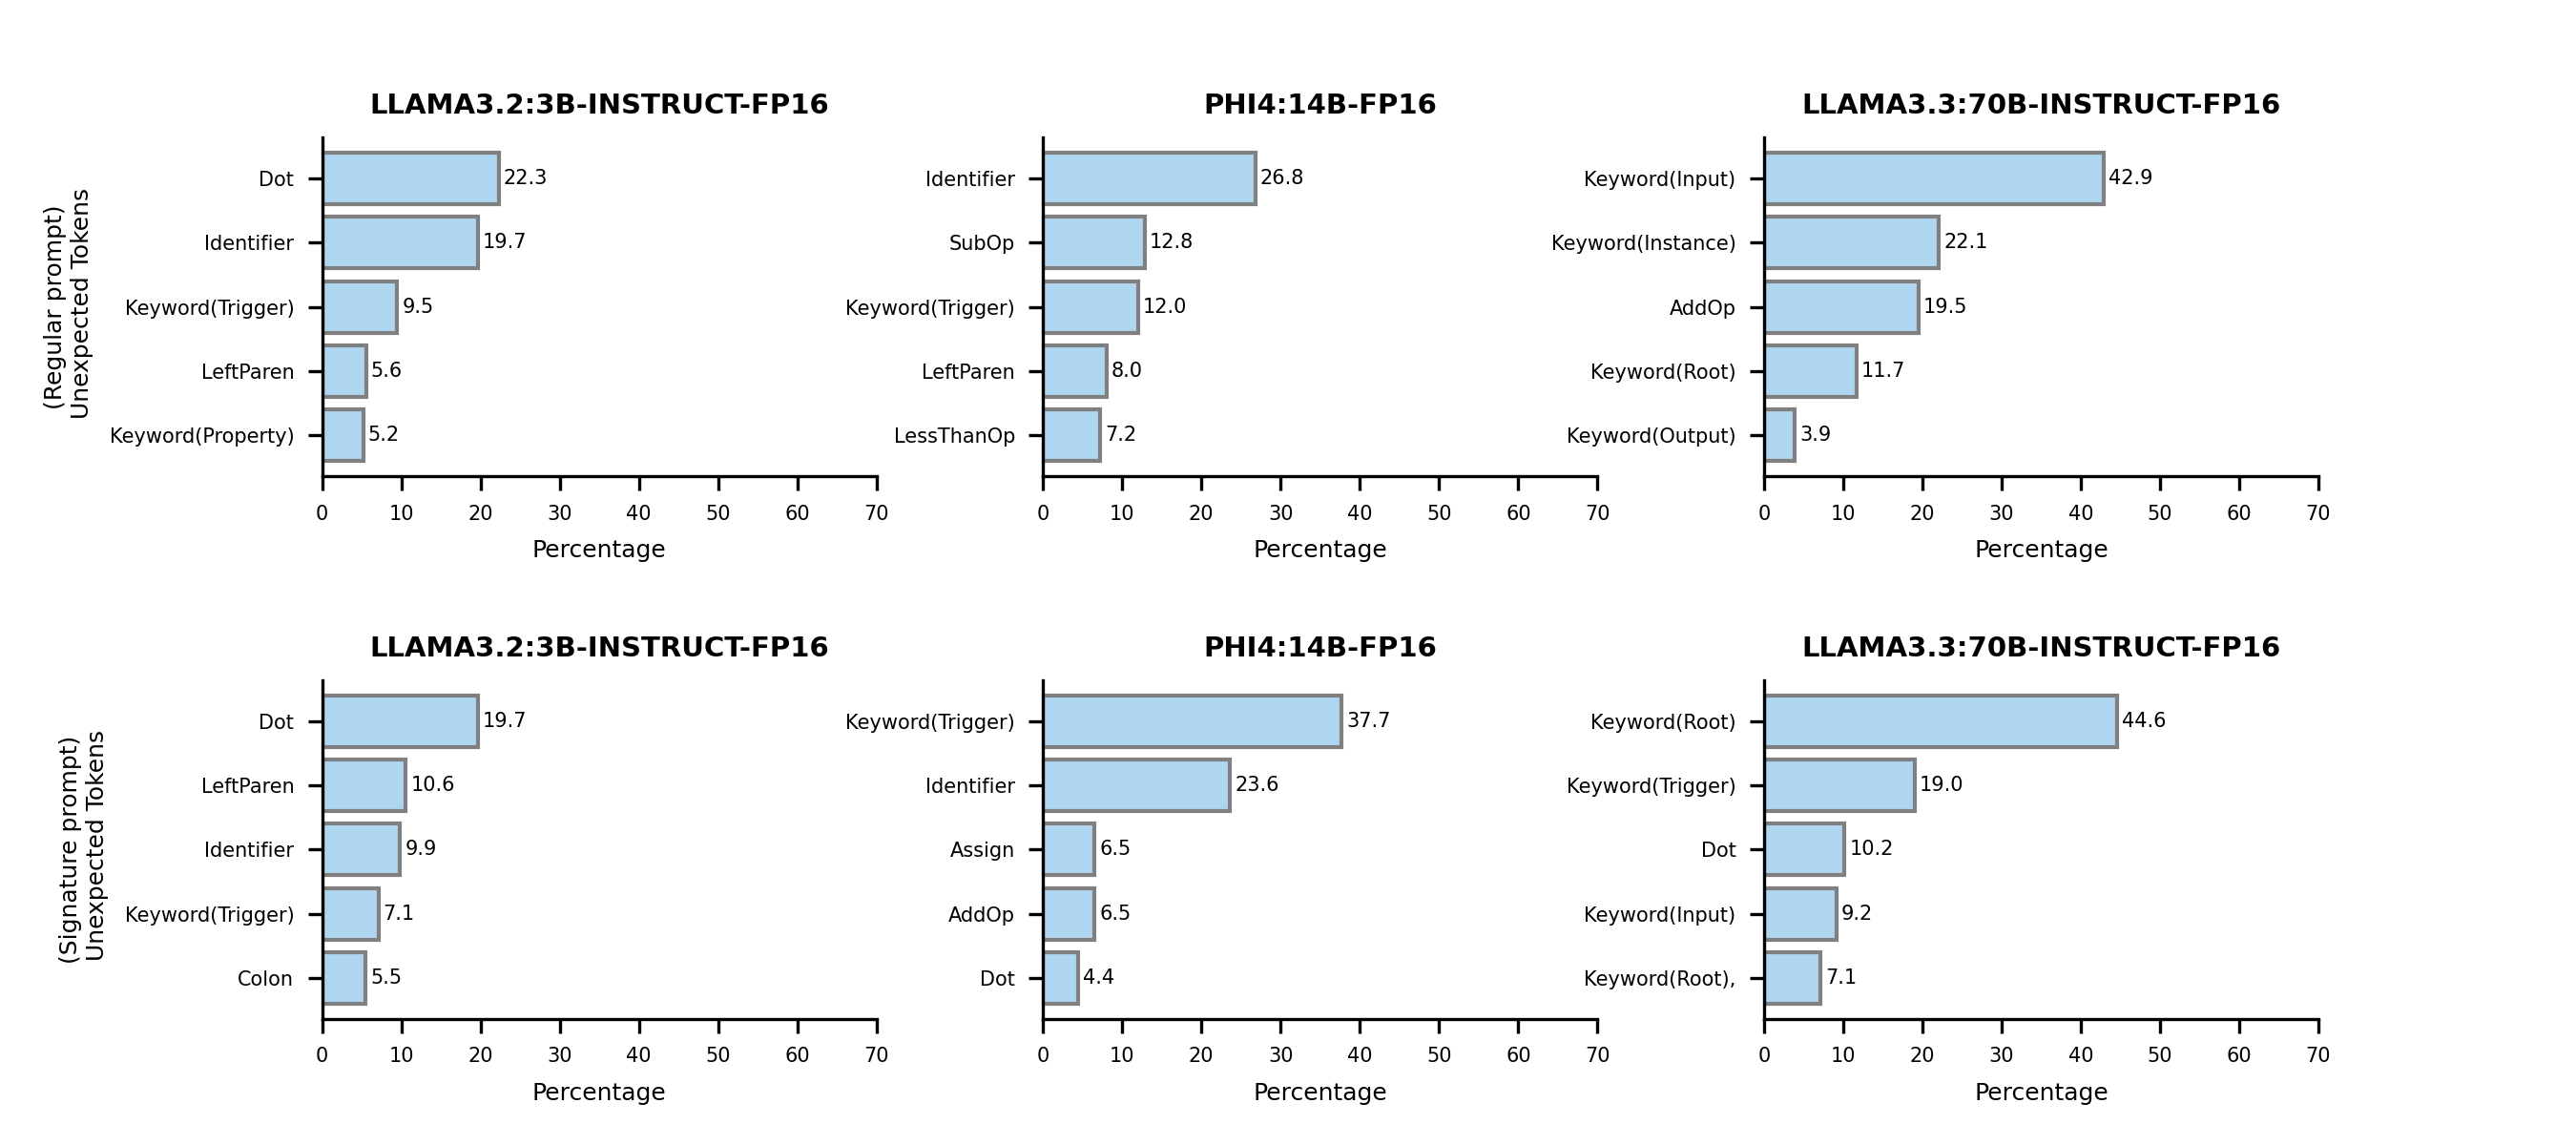 LLAMA3.2:3B-INSTRUCT-FP16
(Regular prompt)
Unexpected Tokens
Dot 22.3
Identifier 19.7
Keyword(Trigger) 9.5
LeftParen 5.6
Keyword(Property) 5.2
0 10 20 30 40 50 60 70
Percentage
PHI4:14B-FP16
Identifier 26.8
SubOp 12.8
Keyword(Trigger) 12.0
LeftParen 8.0
LessThanOp 7.2
0 10 20 30 40 50 60 70
Percentage
LLAMA3.3:70B-INSTRUCT-FP16
Keyword(Input) 42.9
Keyword(Instance) 22.1
AddOp 19.5
Keyword(Root) 11.7
Keyword(Output) 3.9
0 10 20 30 40 50 60 70
Percentage
LLAMA3.2:3B-INSTRUCT-FP16
(Signature prompt)
Unexpected Tokens
Dot 19.7
LeftParen 10.6
Identifier 9.9
Keyword(Trigger) 7.1
Colon 5.5
0 10 20 30 40 50 60 70
Percentage
PHI4:14B-FP16
Keyword(Trigger) 37.7
Identifier 23.6
Assign 6.5
AddOp 6.5
Dot 4.4
0 10 20 30 40 50 60 70
Percentage
LLAMA3.3:70B-INSTRUCT-FP16
Keyword(Root) 44.6
Keyword(Trigger) 19.0
Dot 10.2
Keyword(Input) 9.2
Keyword(Root), 7.1
0 10 20 30 40 50 60 70
Percentage